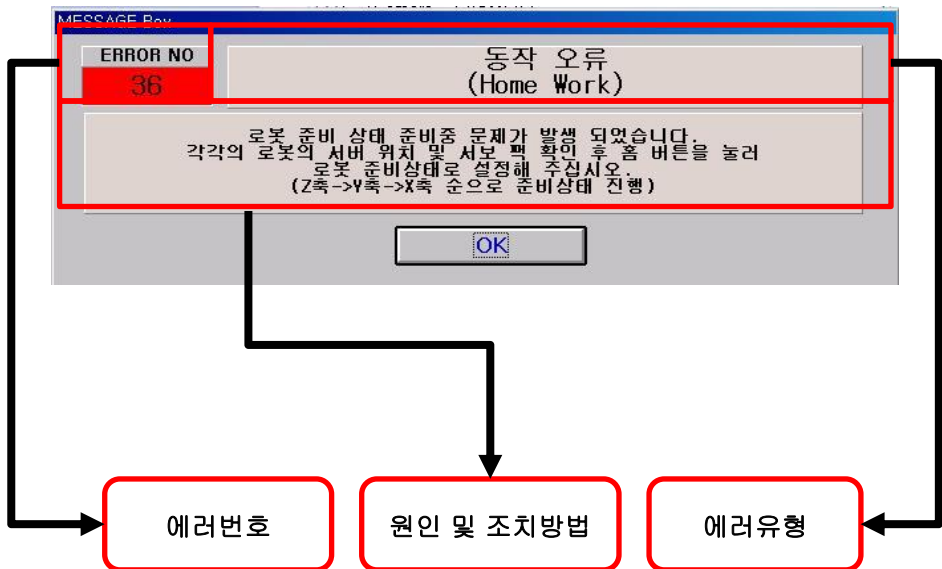 MESSAGE Box
ERROR NO
36
동작 오류
(Home Work)
로봇 준비 상태 준비중 문제가 발생 되었습니다.
각각의 로봇의 서버 위치 및 서보 팩 확인 후 홈 버튼을 눌러
로봇 준비상태로 설정해 주십시오.
(Z축->Y축->X축 순으로 준비상태 진행)
OK
에러번호
원인 및 조치방법
에러유형